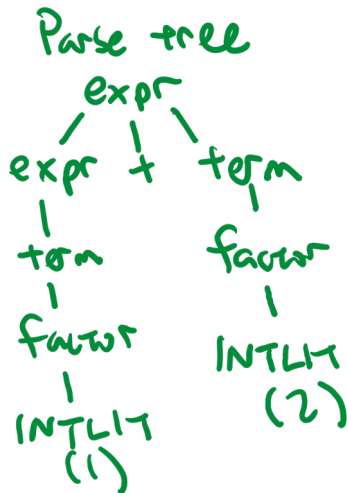 Parse tree
expr
expr + term
term factor
factor INTLIT
INTLIT (2)
(1)